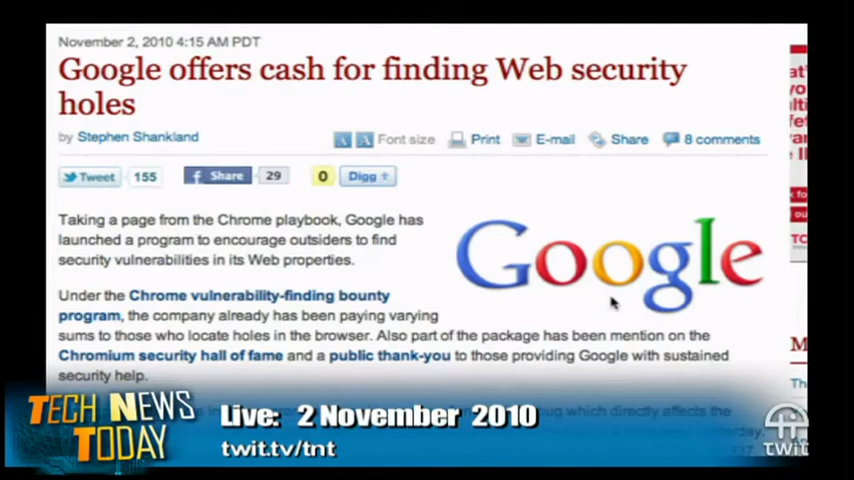 November 2, 2010 4:15 AM PDT
Google offers cash for finding Web security
holes
by Stephen Shankland
A A Font size Print E-mail Share 8 comments
Tweet 155 f Share 29 0 Digg
Taking a page from the Chrome playbook, Google has
launched a program to encourage outsiders to find
security vulnerabilities in its Web properties.
Google
Under the Chrome vulnerability-finding bounty
program, the company already has been paying varying
sums to those who locate holes in the browser. Also part of the package has been mention on the
Chromium security hall of fame and a public thank-you to those providing Google with sustained
security help.
bug which directly affects the
TECH NEWS
TODAY
Live: 2 November 2010
twit.tv/tnt
TWiT